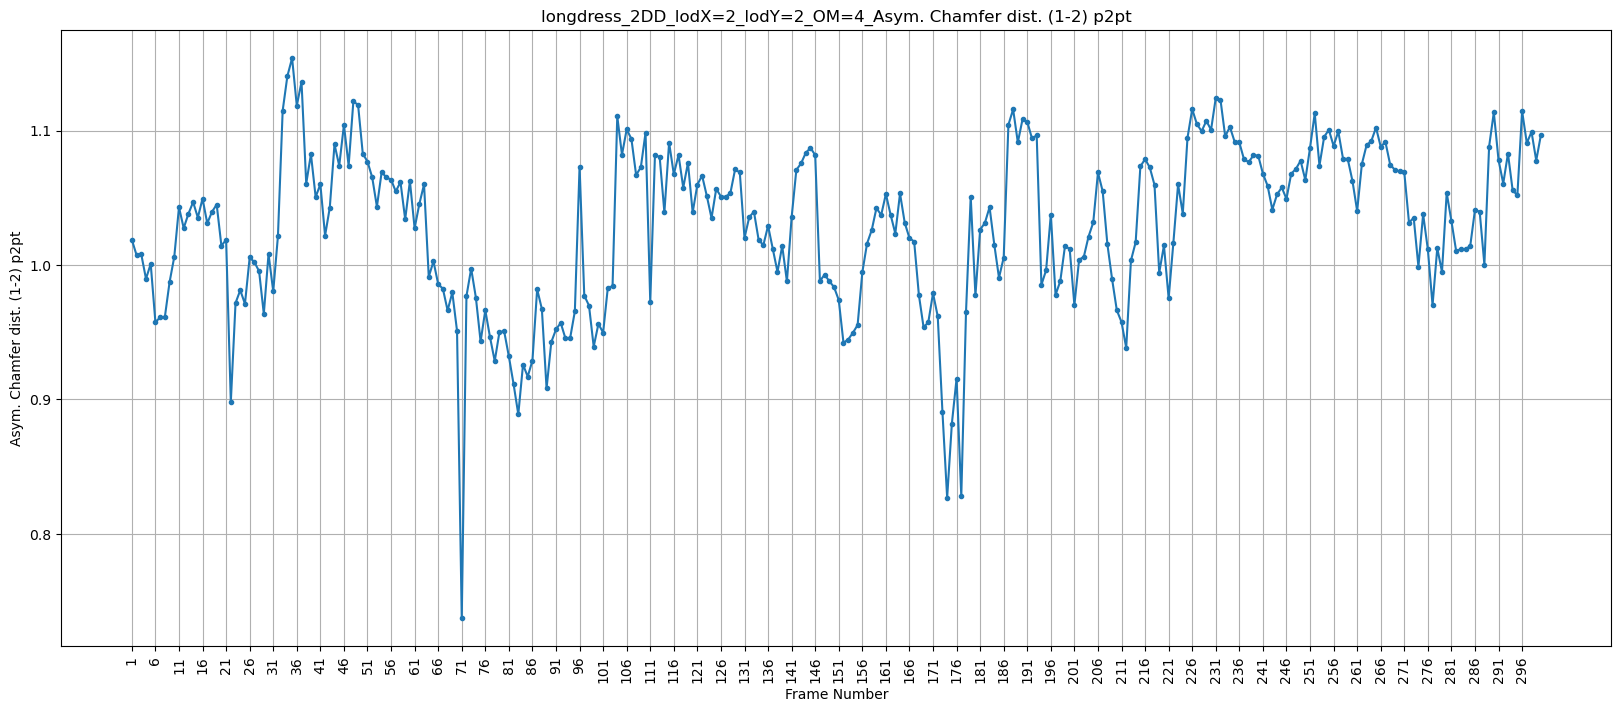 longdress_2DD_lodX=2_lodY=2_OM=4_Asym. Chamfer dist. (1-2) p2pt
Asym. Chamfer dist. (1-2) p2pt
1.1
1.0
0.9
0.8
1 6 11 16 21 26 31 36 41 46 51 56 61 66 71 76 81 86 91 96 101 106 111 116 121 126 131 136 141 146 151 156 161 166 171 176 181 186 191 196 201 206 211 216 221 226 231 236 241 246 251 256 261 266 271 276 281 286 291 296
Frame Number